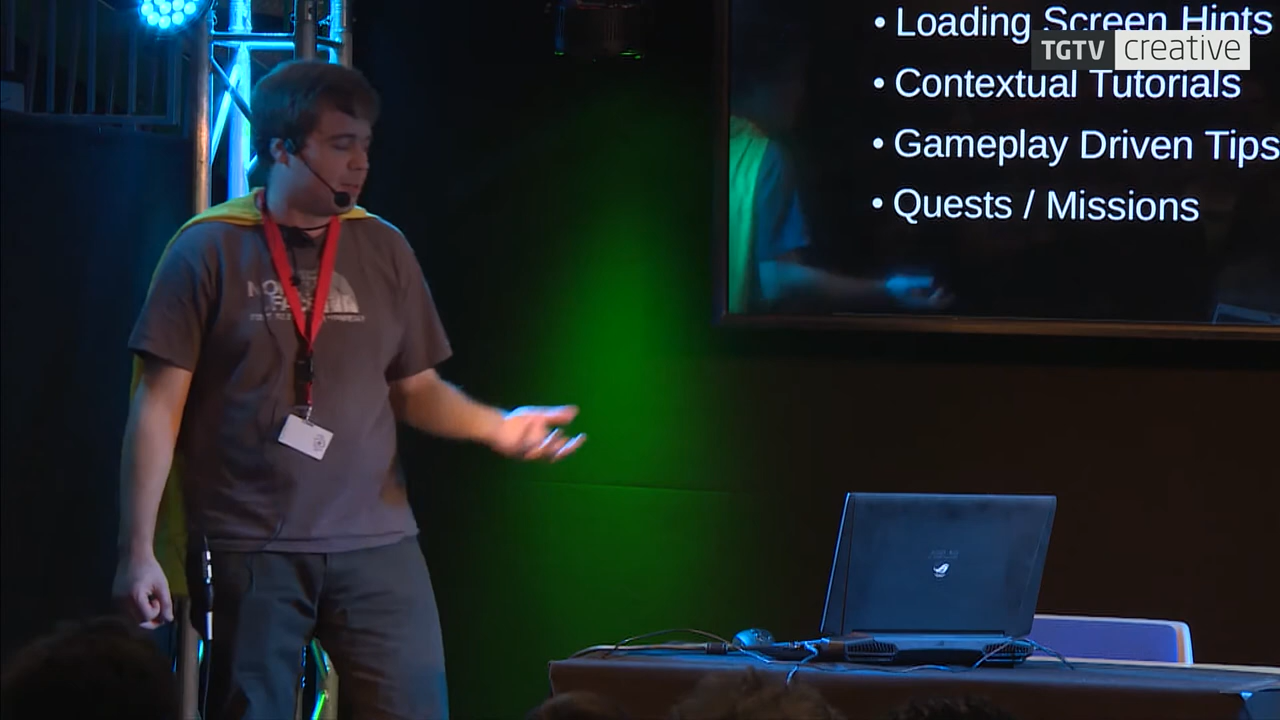 • Loading Screen Hints
TGTV creative
• Contextual Tutorials
• Gameplay Driven Tips
• Quests / Missions